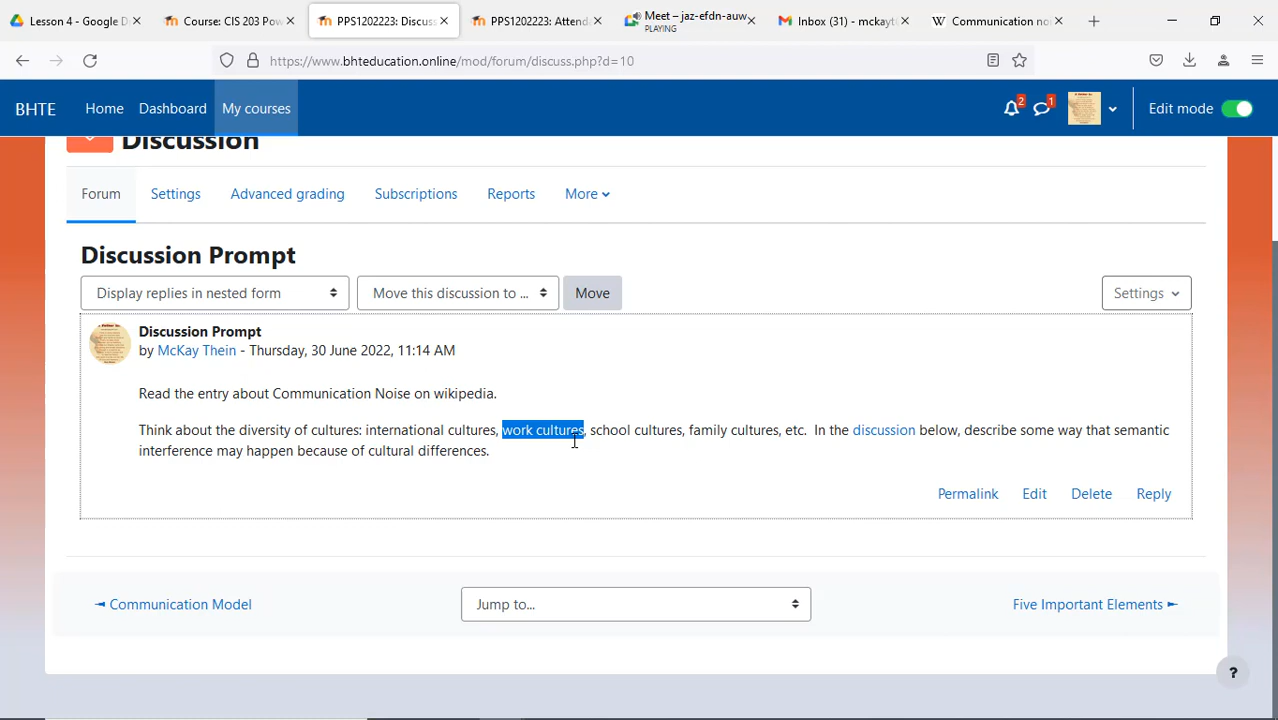 Lesson 4 - Google D
Course: CIS 203 Pow
PPS1202223: Discuss
PPS1202223: Attend
Meet – jaz-efdn-auw
PLAYING
Inbox (31) - mckayt
Communication no
https://www.bhteducation.online/mod/forum/discuss.php?d=10
BHTE Home Dashboard My courses 2 1 Edit mode
Discussion
Forum Settings Advanced grading Subscriptions Reports More
Discussion Prompt
Display replies in nested form Move this discussion to ... Move Settings
Discussion Prompt
by McKay Thein - Thursday, 30 June 2022, 11:14 AM
Read the entry about Communication Noise on wikipedia.
Think about the diversity of cultures: international cultures, work cultures, school cultures, family cultures, etc. In the discussion below, describe some way that semantic
interference may happen because of cultural differences.
Permalink Edit Delete Reply
◄ Communication Model Jump to... Five Important Elements ►
?